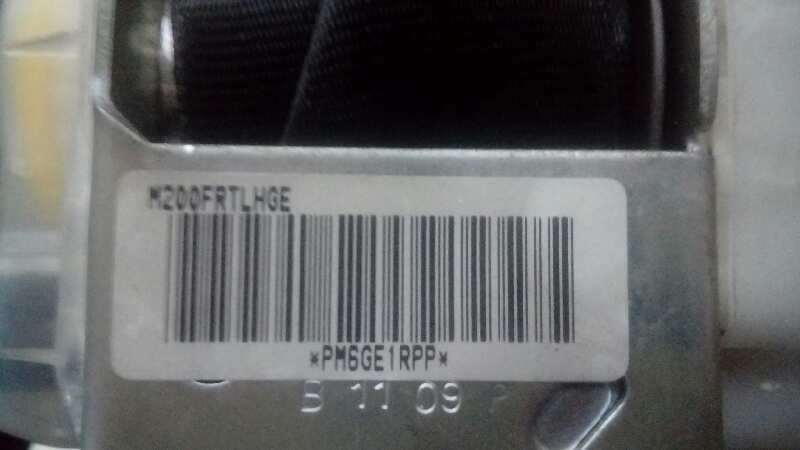 M200FRTLHGE
*PM6GE1RPP*
B 11 09